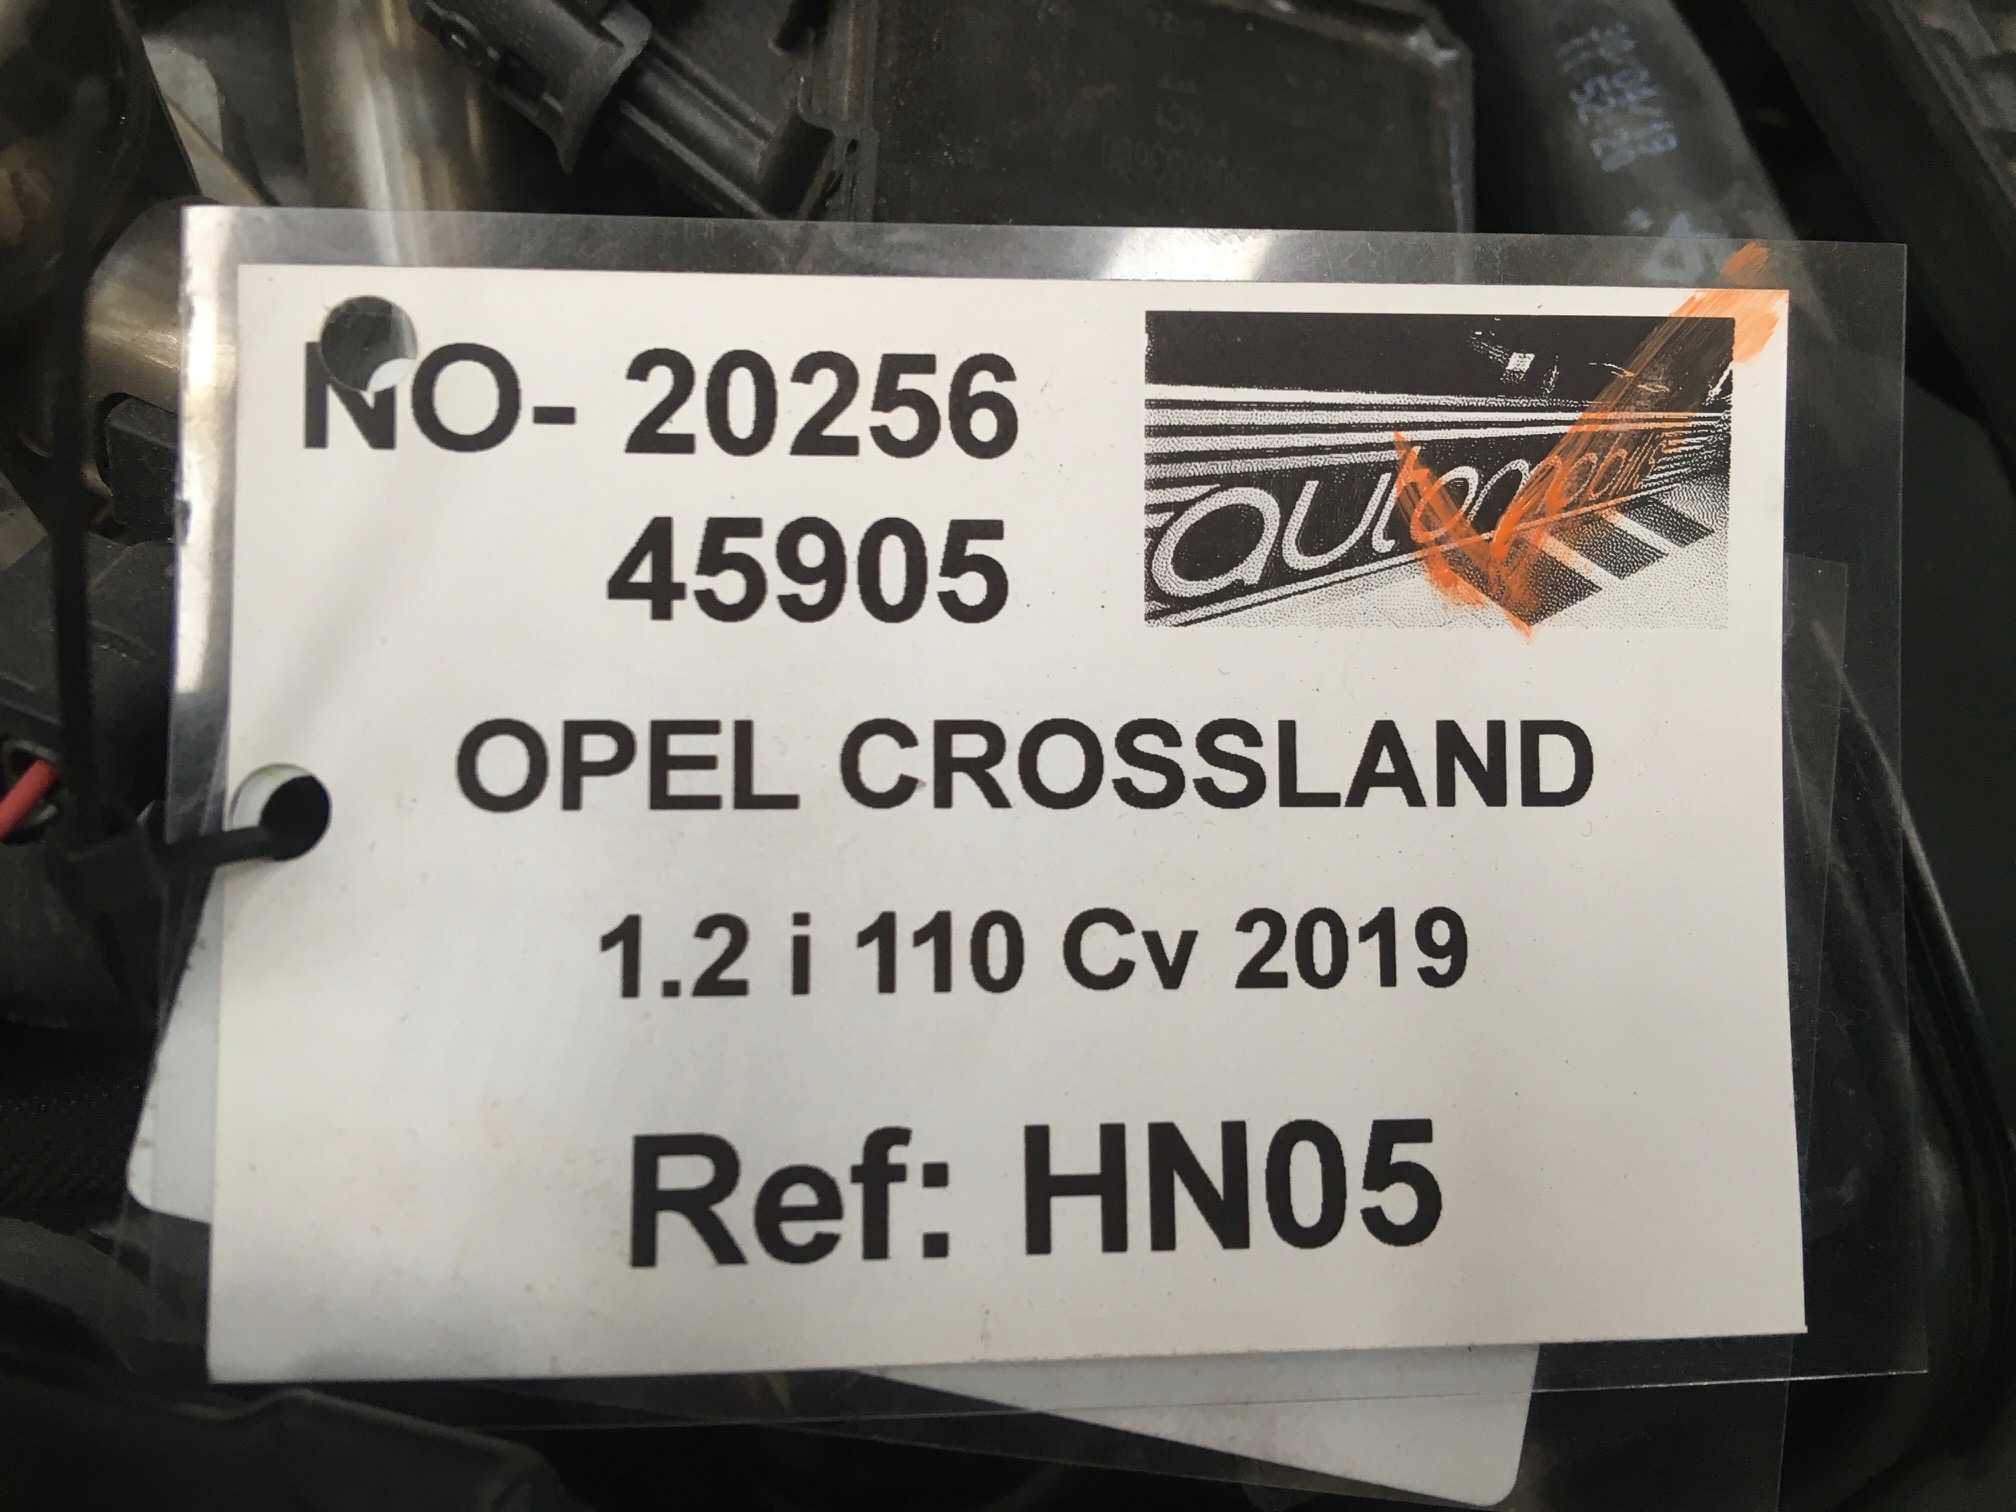 NO- 20256
45905
OPEL CROSSLAND
1.2 i 110 Cv 2019
Ref: HN05